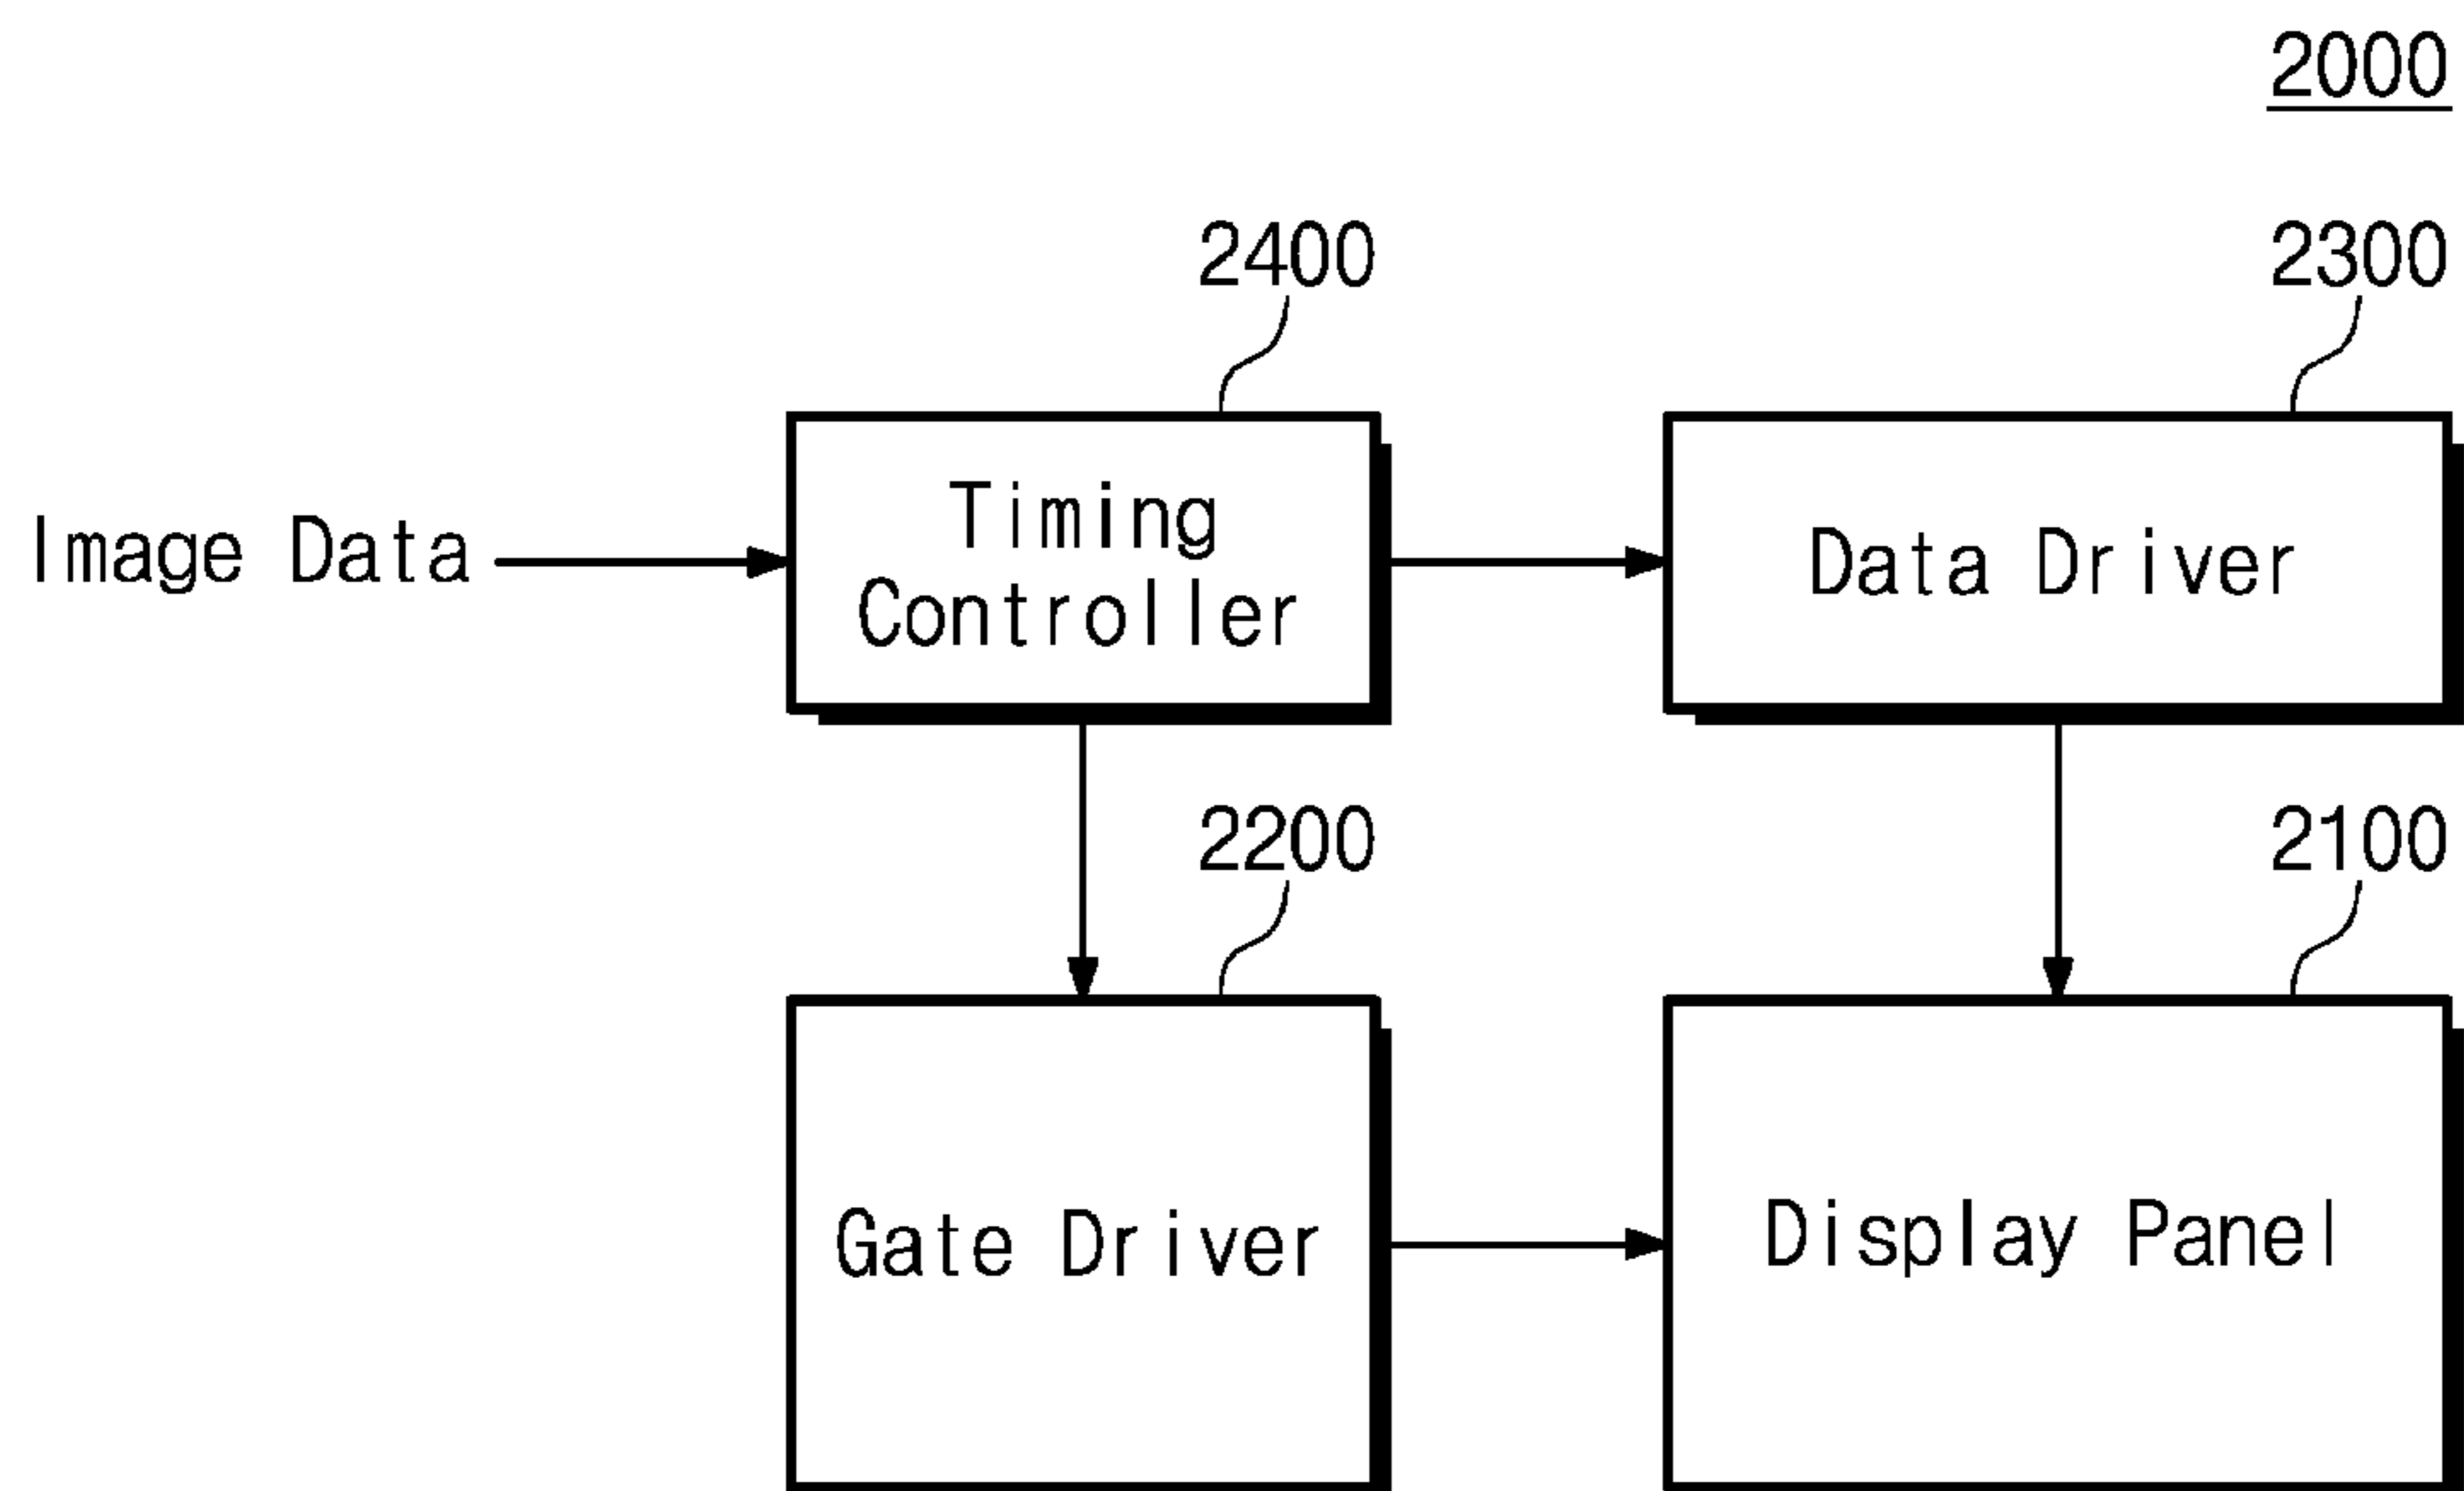 2000
2400
2300
Image Data
Timing
Controller
Data Driver
2200
2100
Gate Driver
Display Panel